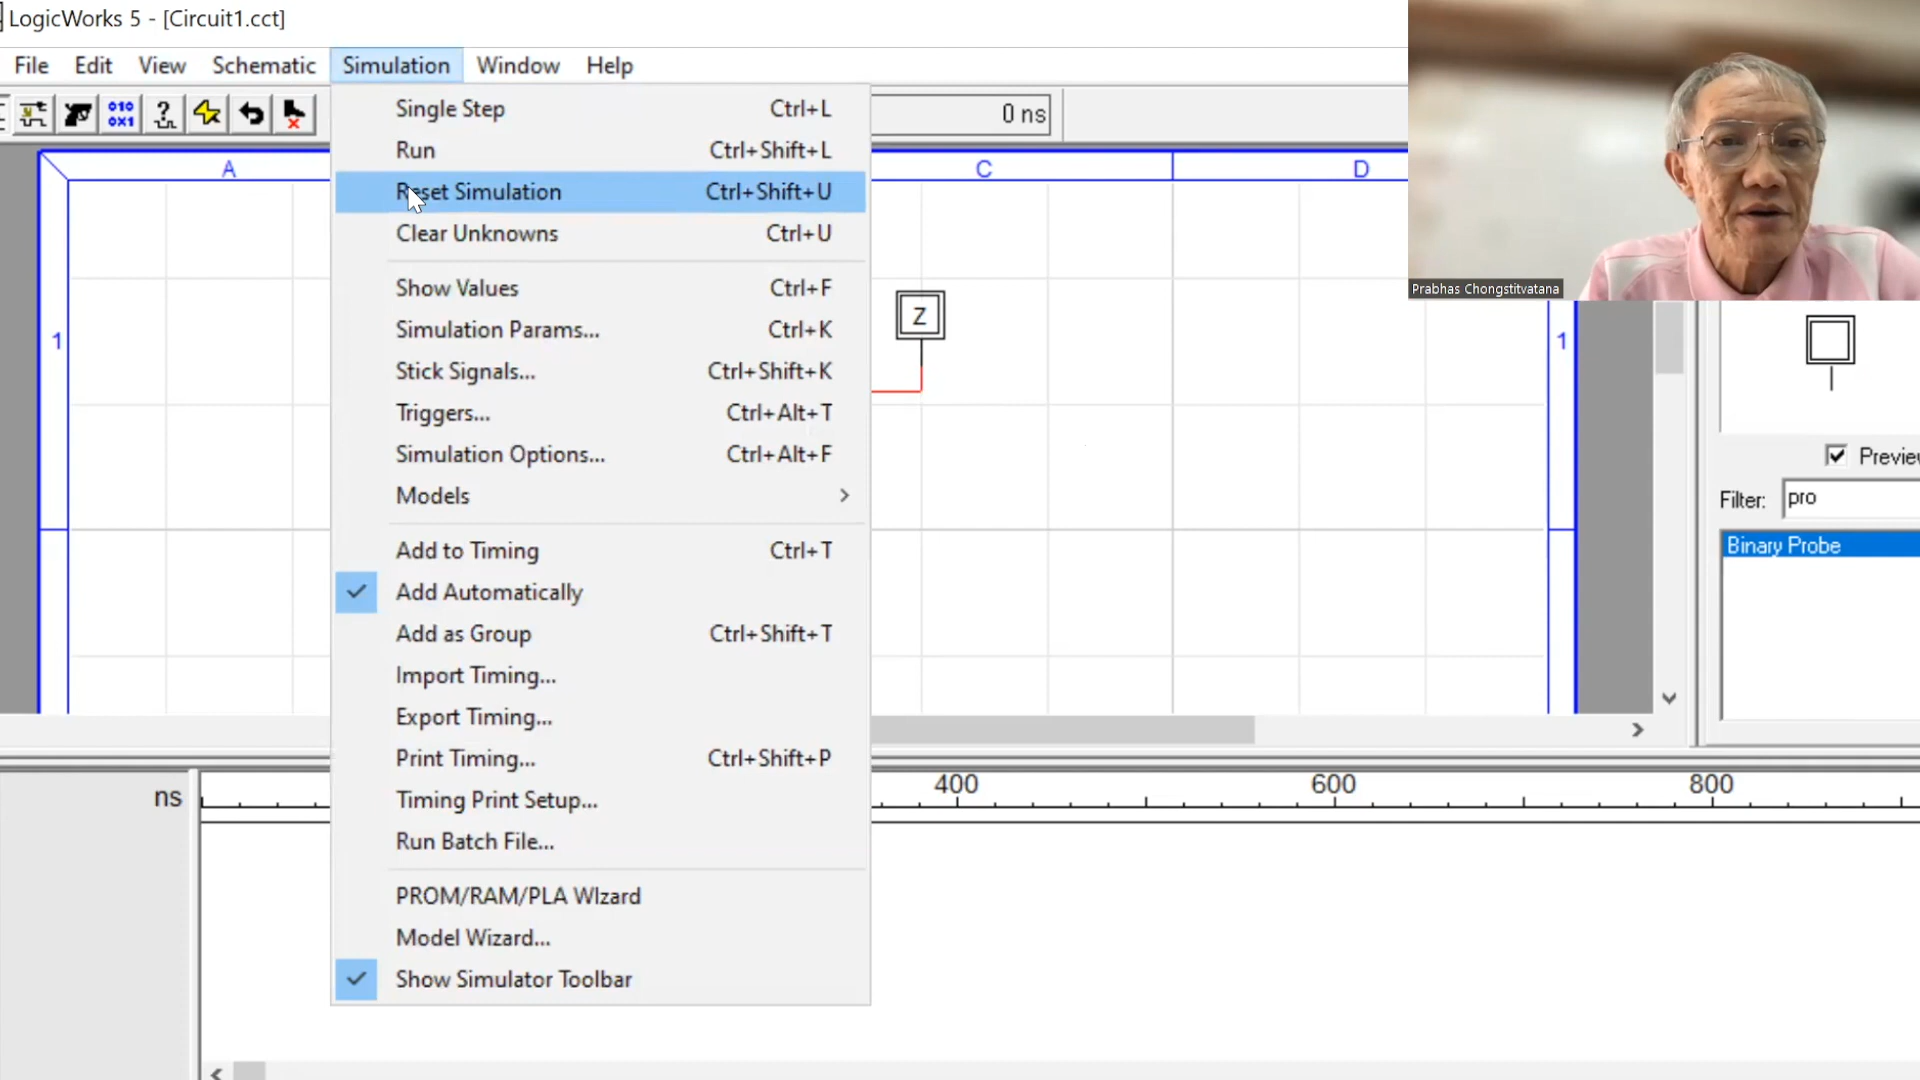 LogicWorks 5 - [Circuit1.cct]
File Edit View Schematic Simulation Window Help
010
0X1
?
0 ns
Single Step Ctrl+L
Run Ctrl+Shift+L
Reset Simulation Ctrl+Shift+U
Clear Unknowns Ctrl+U
Show Values Ctrl+F
Simulation Params... Ctrl+K
Stick Signals... Ctrl+Shift+K
Triggers... Ctrl+Alt+T
Simulation Options... Ctrl+Alt+F
Models
Add to Timing Ctrl+T
Add Automatically
Add as Group Ctrl+Shift+T
Import Timing...
Export Timing...
Print Timing... Ctrl+Shift+P
Timing Print Setup...
Run Batch File...
PROM/RAM/PLA WIzard
Model Wizard...
Show Simulator Toolbar
A C D
1 1
Z
Prabhas Chongstitvatana
Preview
Filter: pro
Binary Probe
ns 400 600 800